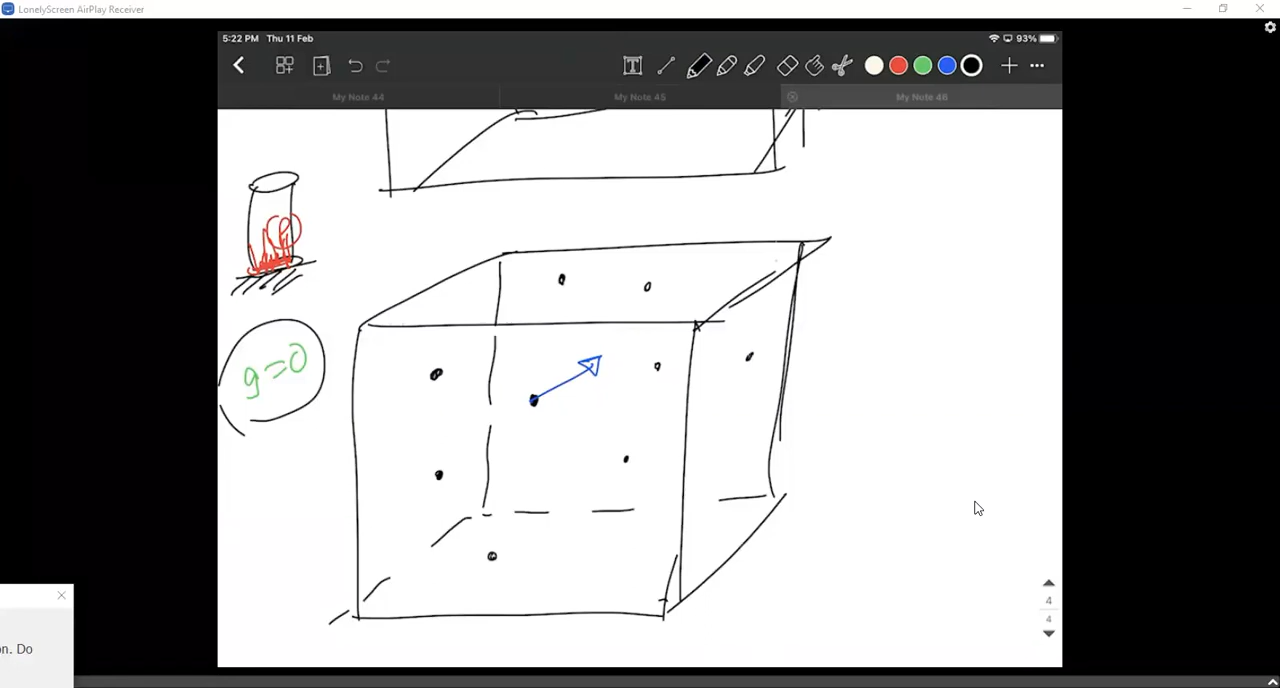 LonelyScreen AirPlay Receiver
5:22 PM Thu 11 Feb
93%
T
My Note 44
My Note 45
My Note 46
g=0
4
4
on. Do